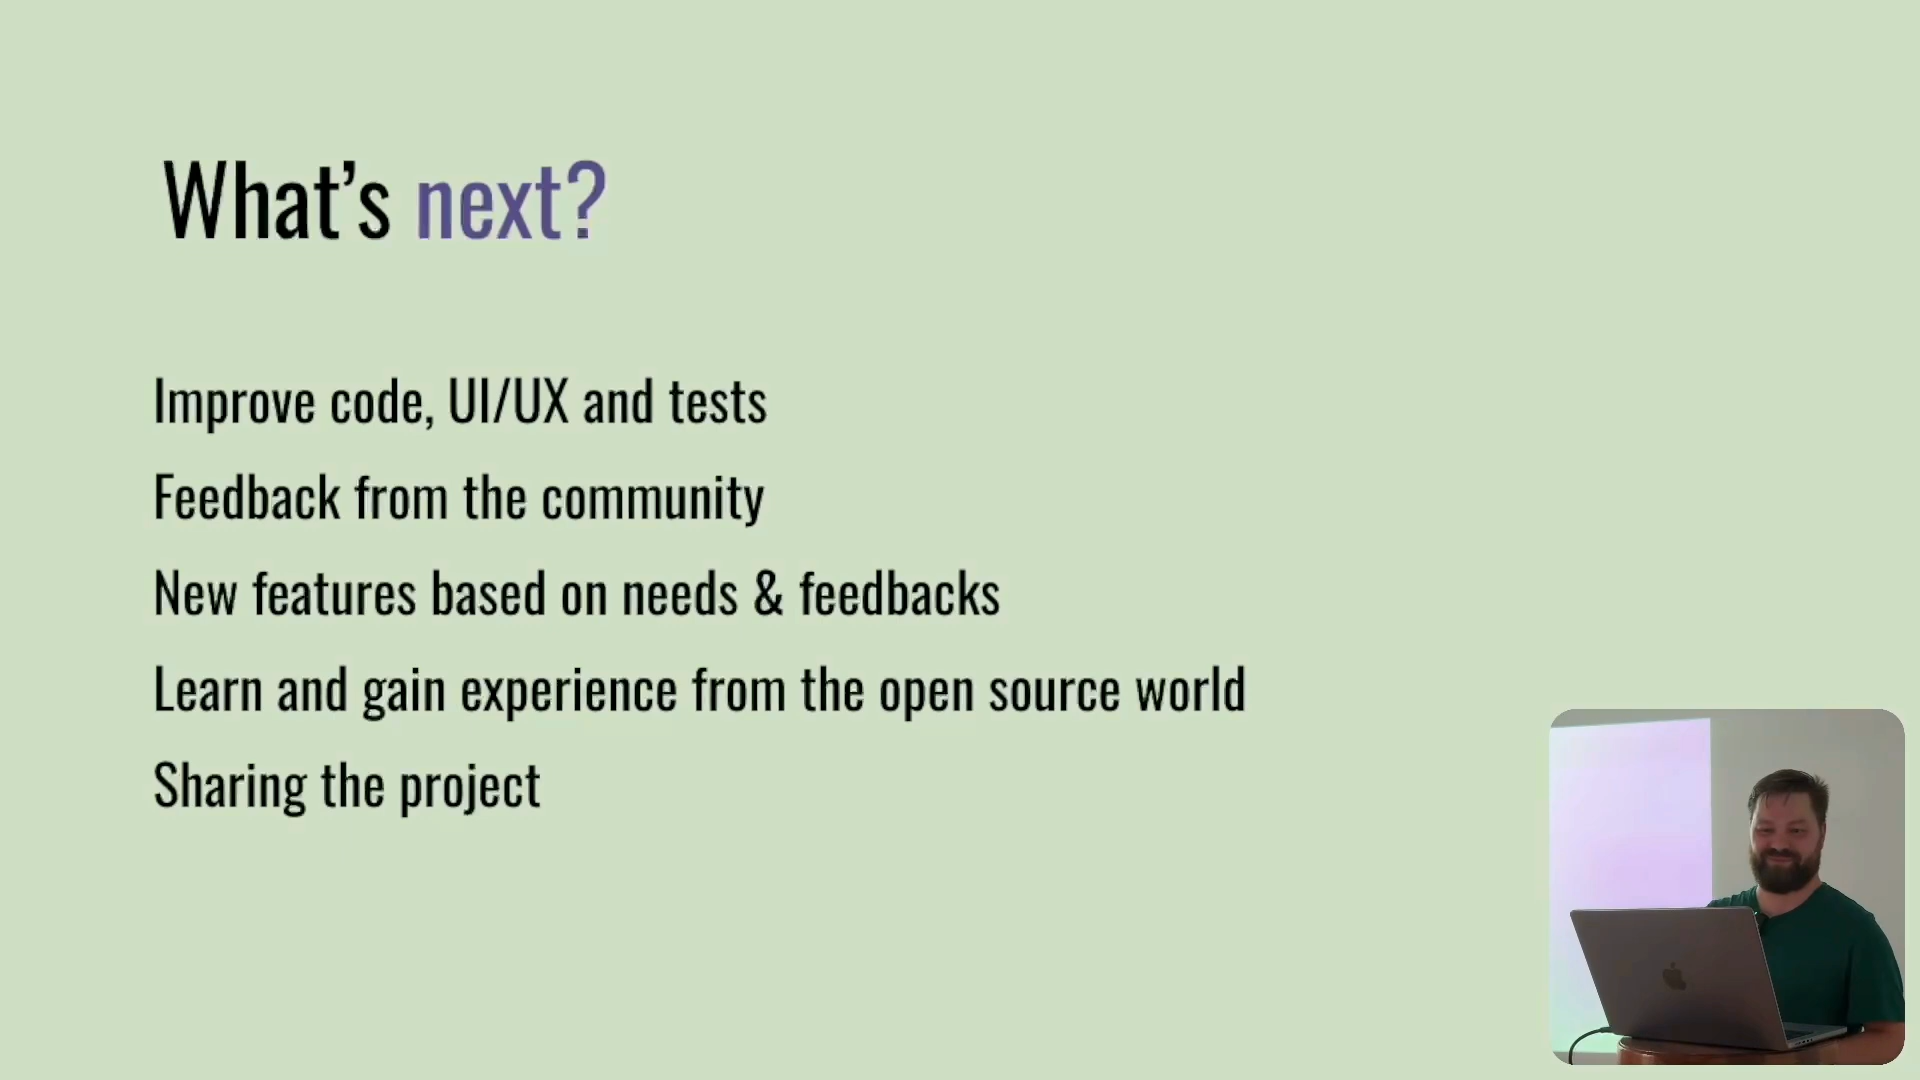 What’s next?
Improve code, UI/UX and tests
Feedback from the community
New features based on needs & feedbacks
Learn and gain experience from the open source world
Sharing the project